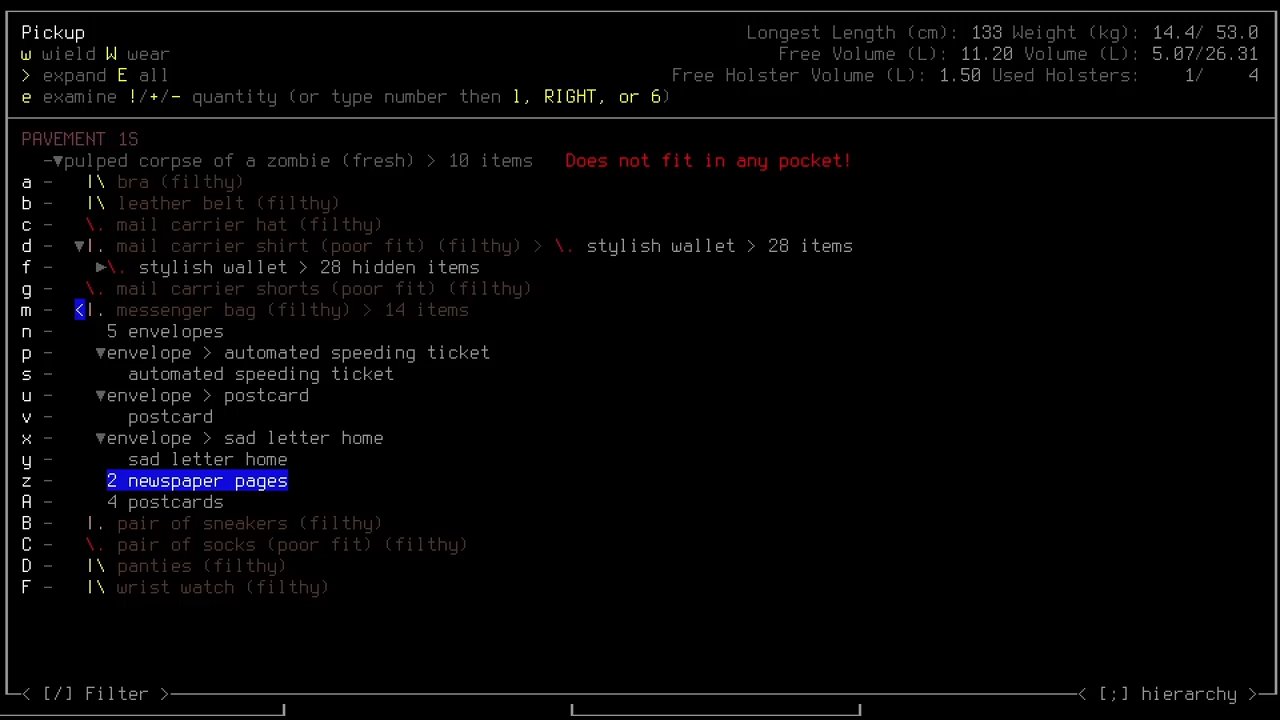 Pickup Longest Length (cm): 133 Weight (kg): 14.4/ 53.0
w wield W wear Free Volume (L): 11.20 Volume (L): 5.07/26.31
> expand E all Free Holster Volume (L): 1.50 Used Holsters: 1/ 4
e examine !/+/- quantity (or type number then l, RIGHT, or 6)
PAVEMENT 1S
-▼pulped corpse of a zombie (fresh) > 10 items Does not fit in any pocket!
a - |\ bra (filthy)
b - |\ leather belt (filthy)
c - \. mail carrier hat (filthy)
d - ▼|. mail carrier shirt (poor fit) (filthy) > \. stylish wallet > 28 items
f - ▶\. stylish wallet > 28 hidden items
g - \. mail carrier shorts (poor fit) (filthy)
m - <|. messenger bag (filthy) > 14 items
n - 5 envelopes
p - ▼envelope > automated speeding ticket
s - automated speeding ticket
u - ▼envelope > postcard
v - postcard
x - ▼envelope > sad letter home
y - sad letter home
z - 2 newspaper pages
A - 4 postcards
B - |. pair of sneakers (filthy)
C - \. pair of socks (poor fit) (filthy)
D - |\ panties (filthy)
F - |\ wrist watch (filthy)
< [/] Filter > < [;] hierarchy >